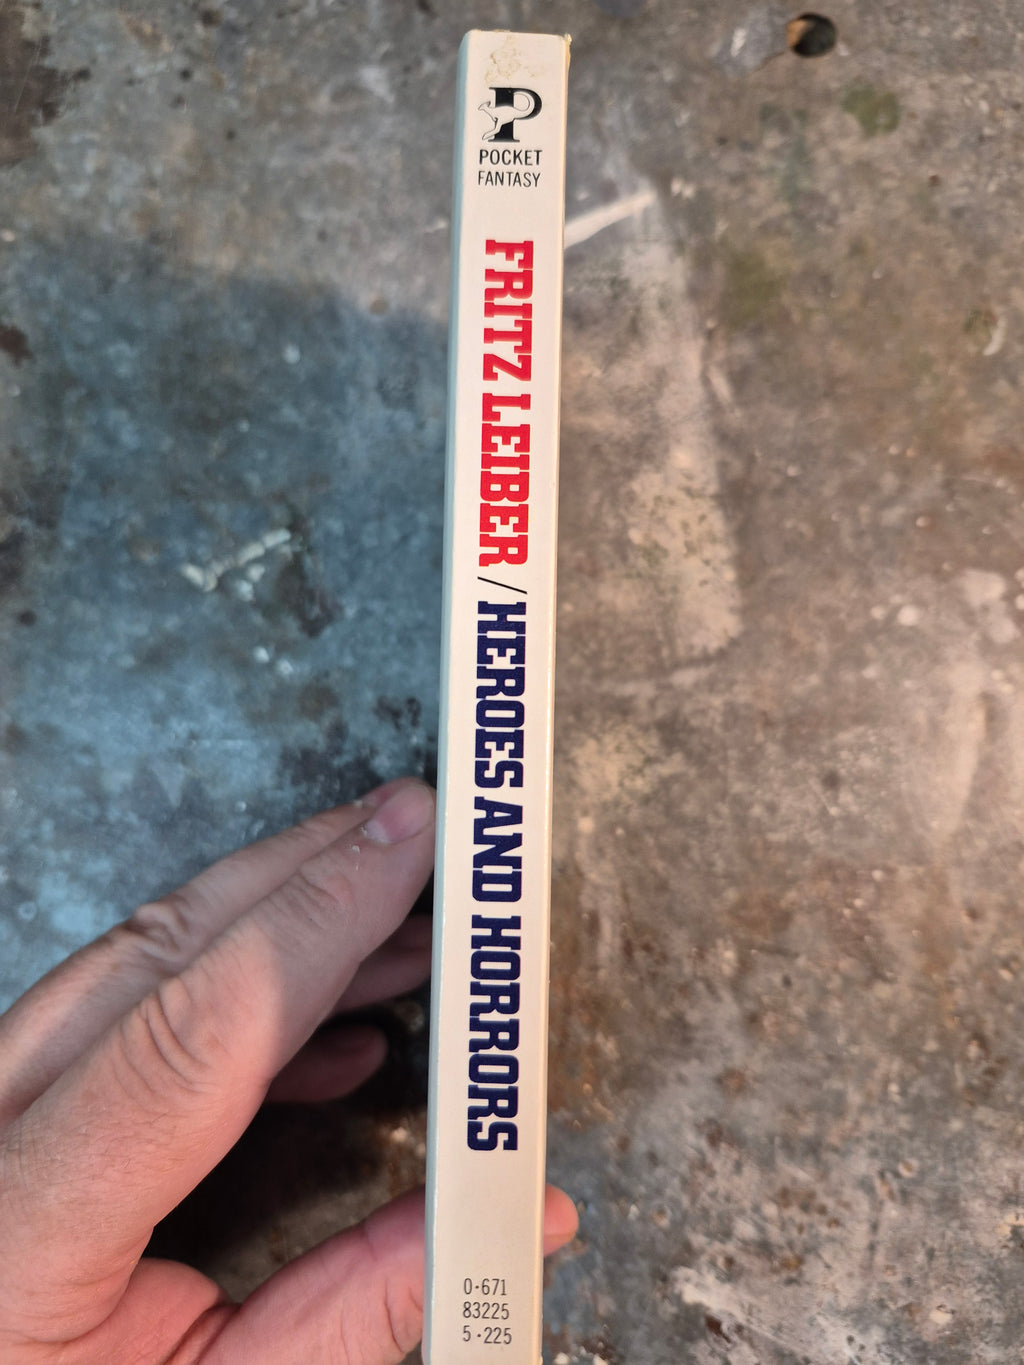 P
POCKET
FANTASY
FRITZ LEIBER / HEROES AND HORRORS
0·671
83225
5·225